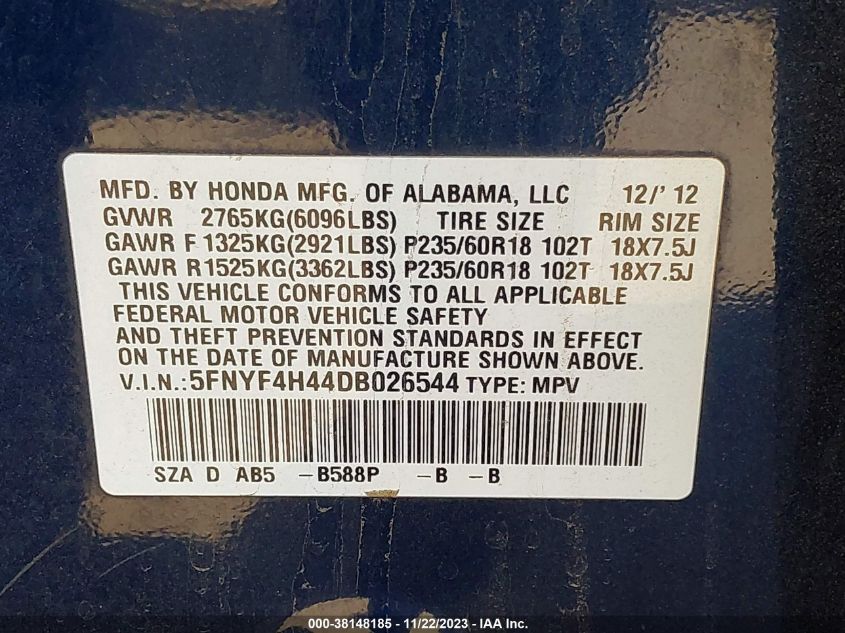 MFD. BY HONDA MFG. OF ALABAMA, LLC 12/' 12
GVWR 2765KG(6096LBS) TIRE SIZE RIM SIZE
GAWR F 1325KG(2921LBS) P235/60R18 102T 18X7.5J
GAWR R1525KG(3362LBS) P235/60R18 102T 18X7.5J
THIS VEHICLE CONFORMS TO ALL APPLICABLE
FEDERAL MOTOR VEHICLE SAFETY
AND THEFT PREVENTION STANDARDS IN EFFECT
ON THE DATE OF MANUFACTURE SHOWN ABOVE.
V.I.N.:5FNYF4H44DB026544 TYPE: MPV
SZA D AB5 -B588P -B -B
000-38148185 - 11/22/2023 - IAA Inc.